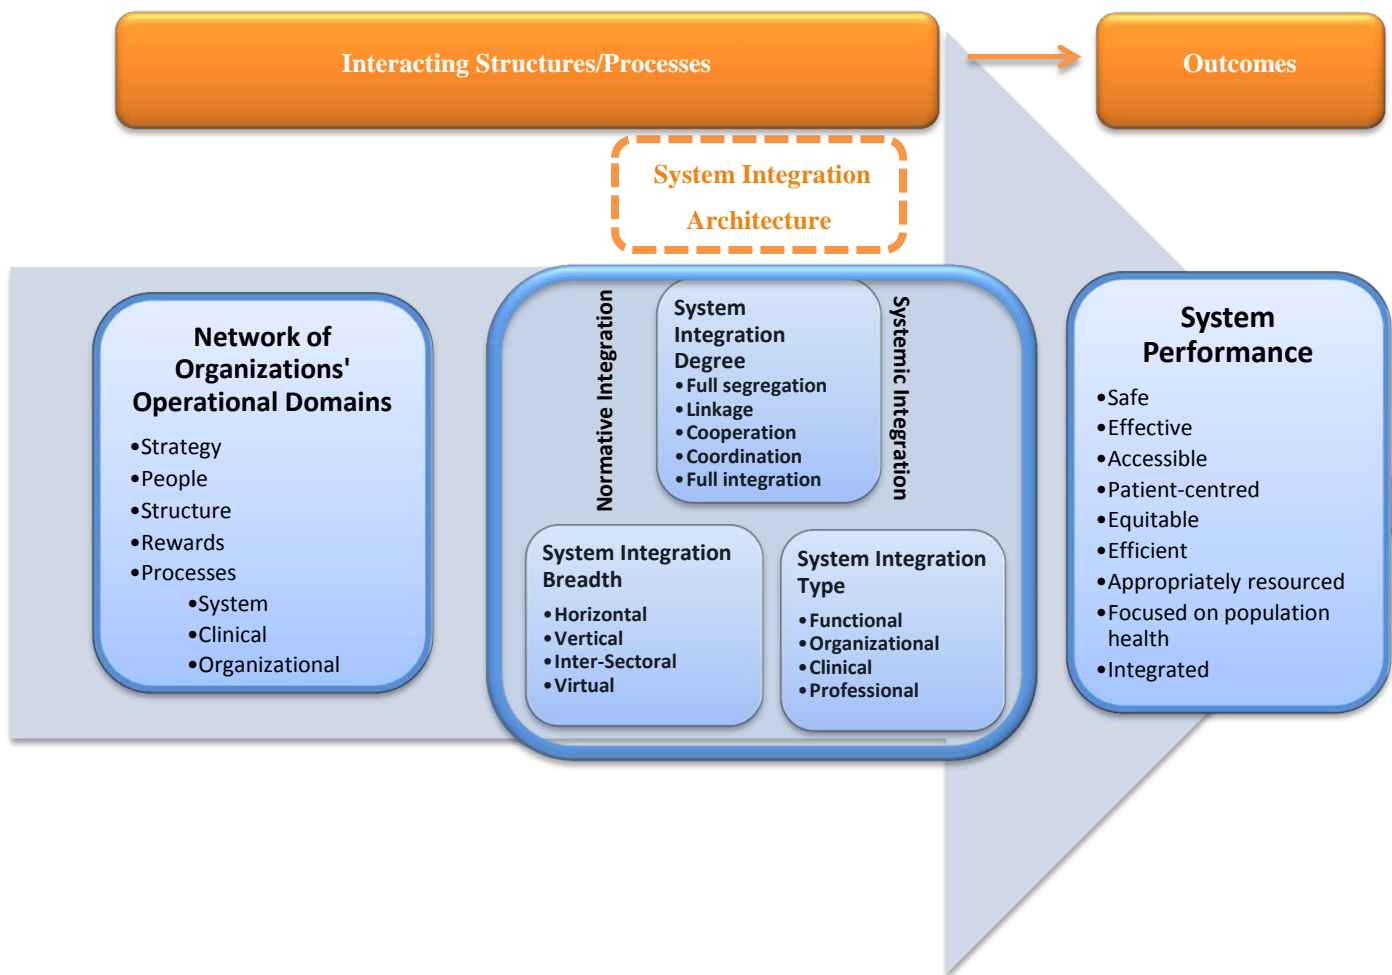 Interacting Structures/Processes
Outcomes
System Integration
Architecture
Network of
Organizations'
Operational Domains
•Strategy
•People
•Structure
•Rewards
•Processes
•System
•Clinical
•Organizational
Normative Integration
System
Integration
Degree
•Full segregation
•Linkage
•Cooperation
•Coordination
•Full integration
Systemic Integration
System Integration
Breadth
•Horizontal
•Vertical
•Inter-Sectoral
•Virtual
System Integration
Type
•Functional
•Organizational
•Clinical
•Professional
System
Performance
•Safe
•Effective
•Accessible
•Patient-centred
•Equitable
•Efficient
•Appropriately resourced
•Focused on population
health
•Integrated